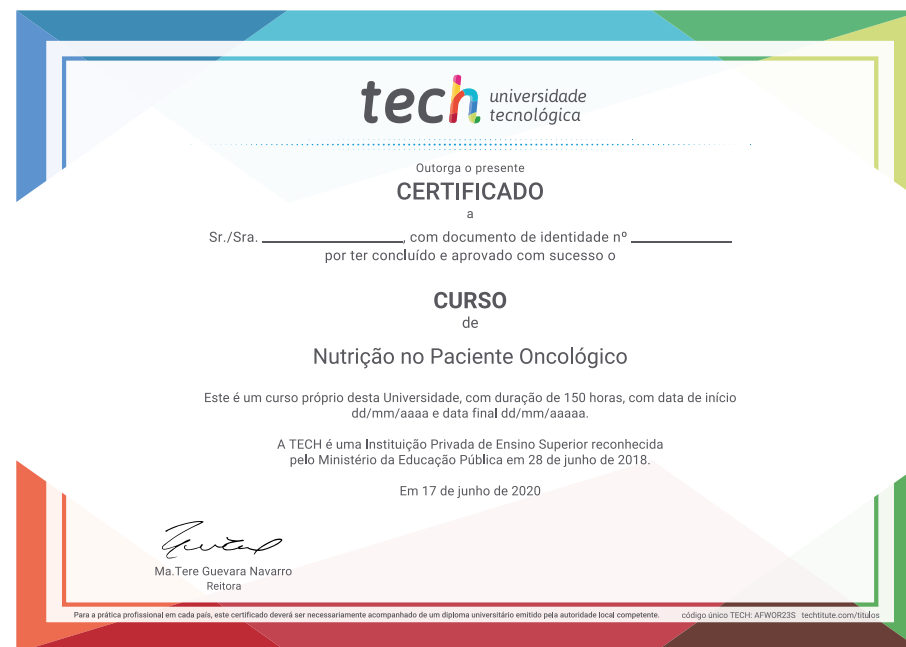 tech universidade
tecnológica
Outorga o presente
CERTIFICADO
a
Sr./Sra. ____________________, com documento de identidade nº ______________
por ter concluído e aprovado com sucesso o
CURSO
de
Nutrição no Paciente Oncológico
Este é um curso próprio desta Universidade, com duração de 150 horas, com data de início
dd/mm/aaaa e data final dd/mm/aaaaa.
A TECH é uma Instituição Privada de Ensino Superior reconhecida
pelo Ministério da Educação Pública em 28 de junho de 2018.
Em 17 de junho de 2020
Ma.Tere Guevara Navarro
Reitora
Para a prática profissional em cada país, este certificado deverá ser necessariamente acompanhado de um diploma universitário emitido pela autoridade local competente. código único TECH: AFWOR23S techtitute.com/titulos